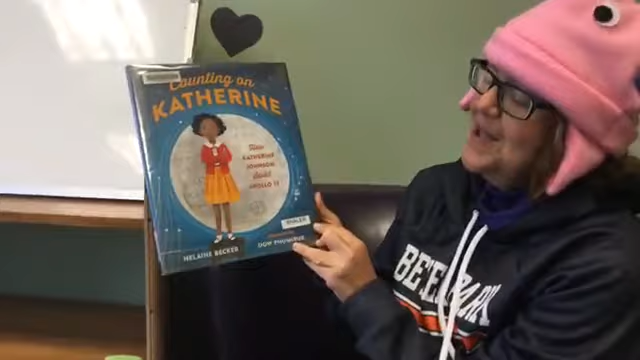 Counting on
KATHERINE
How
KATHERINE
JOHNSON
Saved
APOLLO 13
HELAINE BECKER
DOW PHUMIRUK